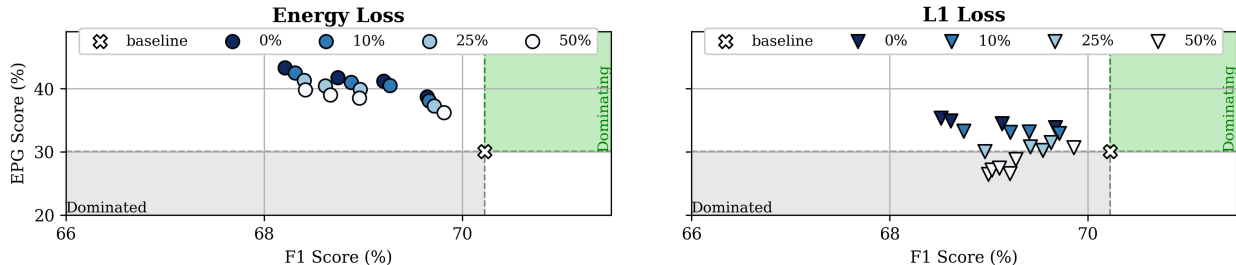 Energy Loss
baseline 0% 10% 25% 50%
EPG Score (%)
40
30
20
Dominating
Dominated
66 68 70
F1 Score (%)
L1 Loss
baseline 0% 10% 25% 50%
Dominating
Dominated
66 68 70
F1 Score (%)